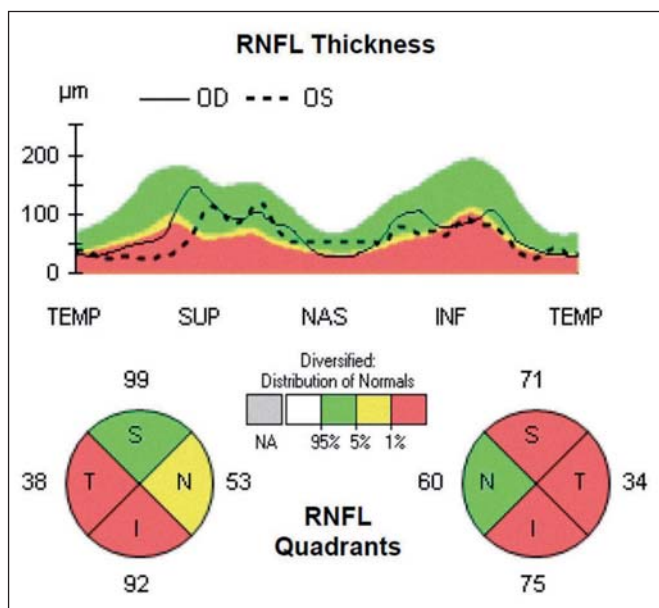 RNFL Thickness
µm
OD
OS
200
100
0
TEMP SUP NAS INF TEMP
Diversified:
Distribution of Normals
NA 95% 5% 1%
99
S
38 T N 53
I
92
RNFL
Quadrants
71
S
60 N T 34
I
75